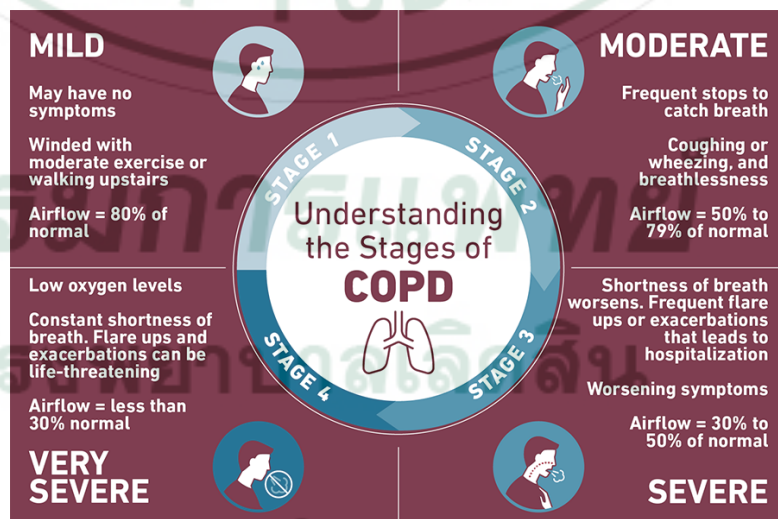 MILD
May have no
symptoms
Winded with
moderate exercise or
walking upstairs
Airflow = 80% of
normal
MODERATE
Frequent stops to
catch breath
Coughing or
wheezing, and
breathlessness
Airflow = 50% to
79% of normal
STAGE 1
STAGE 2
STAGE 3
STAGE 4
Understanding
the Stages of
COPD
Low oxygen levels
Constant shortness of
breath. Flare ups and
exacerbations can be
life-threatening
Airflow = less than
30% normal
VERY
SEVERE
Shortness of breath
worsens. Frequent flare
ups or exacerbations
that leads to
hospitalization
Worsening symptoms
Airflow = 30% to
50% of normal
SEVERE